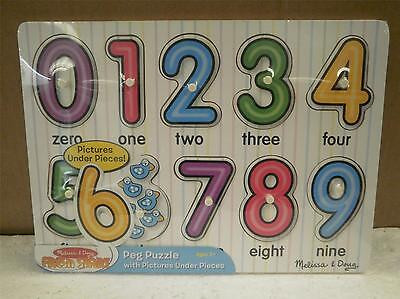 0 1 2 3 4
zero one two three four
Pictures
Under Pieces!
5 6 7 8 9
eight nine
Melissa & Doug
Peg Puzzle
with Pictures Under Pieces
Melissa & Doug